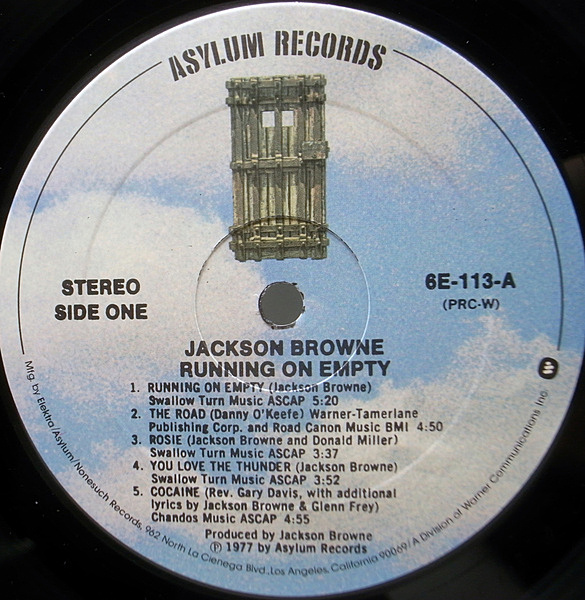 ASYLUM RECORDS
STEREO
SIDE ONE
6E-113-A
(PRC-W)
JACKSON BROWNE
RUNNING ON EMPTY
1. RUNNING ON EMPTY (Jackson Browne)
Swallow Turn Music ASCAP 5:20
2. THE ROAD (Danny O'Keefe) Warner-Tamerlane
Publishing Corp. and Road Canon Music BMI 4:50
3. ROSIE (Jackson Browne and Donald Miller)
Swallow Turn Music ASCAP 3:37
4. YOU LOVE THE THUNDER (Jackson Browne)
Swallow Turn Music ASCAP 3:52
5. COCAINE (Rev. Gary Davis, with additional
lyrics by Jackson Browne & Glenn Frey)
Chandos Music ASCAP 4:55
Produced by Jackson Browne
℗ 1977 by Asylum Records
Mfg. by Elektra/Asylum/Nonesuch Records, 962 North La Cienega Blvd., Los Angeles, California 90069/A Division of Warner Communications Inc.